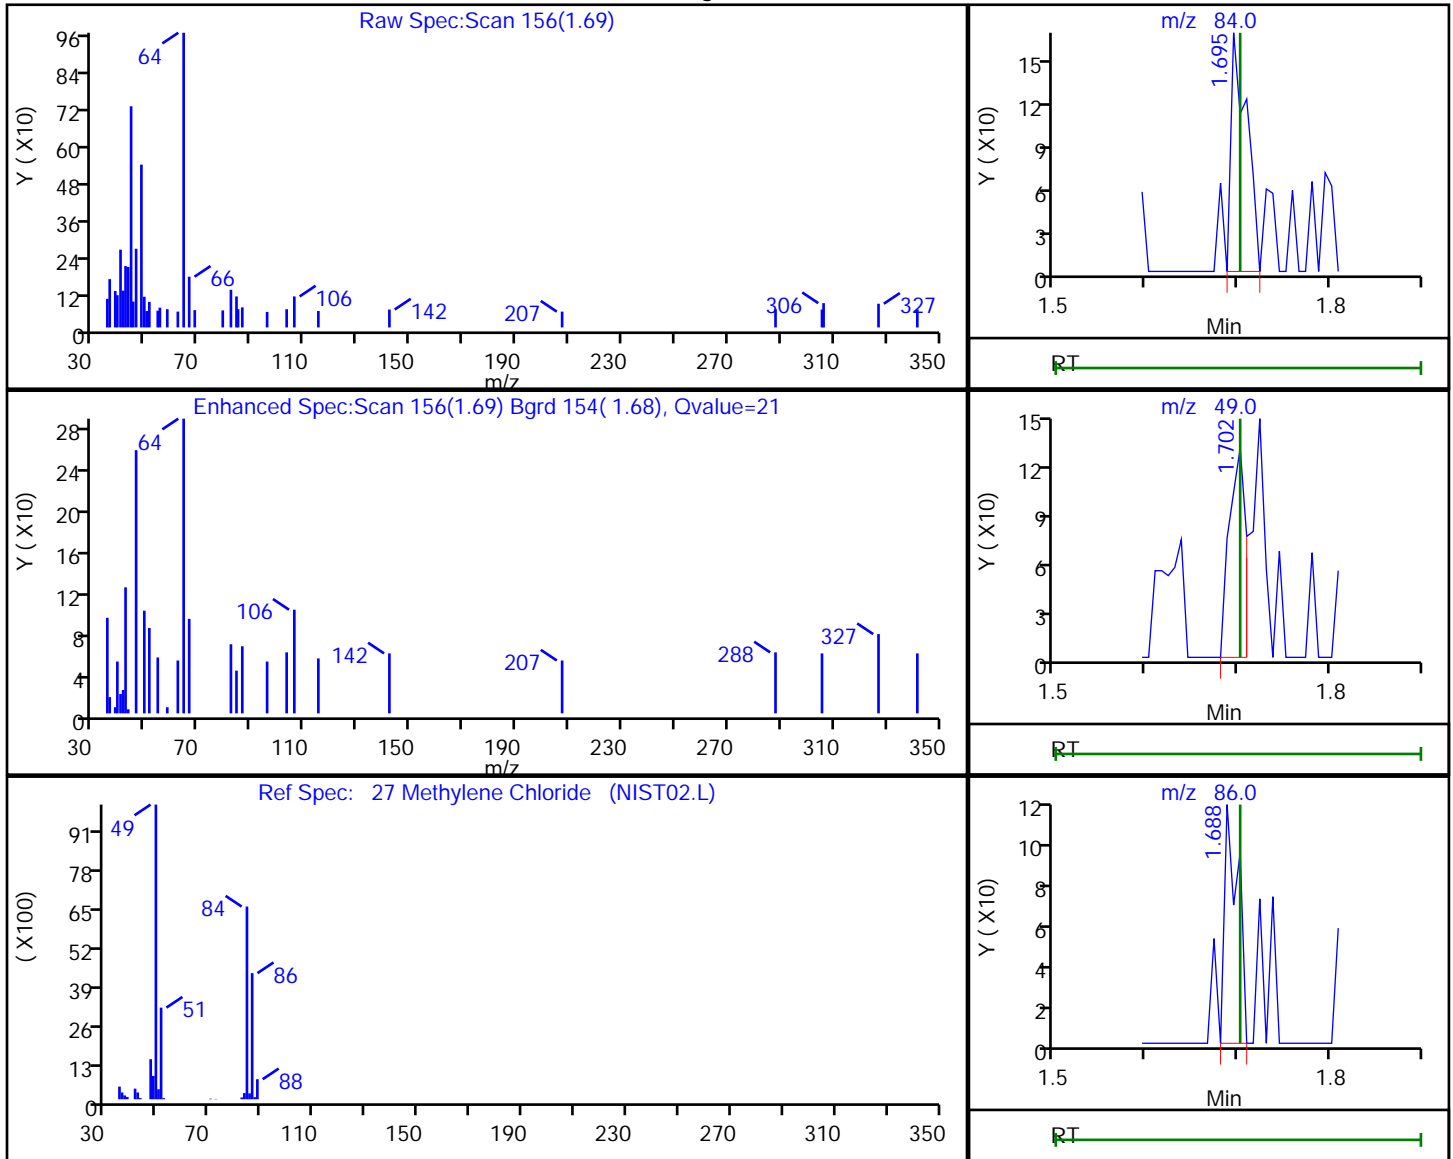 Raw Spec:Scan 156(1.69)
Y ( X10)
96
84
72
60
48
36
24
12
0
64
66
106
142
207
306
327
30 70 110 150 190 230 270 310 350
m/z
m/z 84.0
Y ( X10)
15
12
9
6
3
0
1.695
1.5 1.8
Min
RT
Enhanced Spec:Scan 156(1.69) Bgrd 154( 1.68), Qvalue=21
Y ( X10)
28
24
20
16
12
8
4
0
64
106
142
207
288
327
30 70 110 150 190 230 270 310 350
m/z
m/z 49.0
Y ( X10)
15
12
9
6
3
0
1.702
1.5 1.8
Min
RT
Ref Spec: 27 Methylene Chloride (NIST02.L)
( X100)
91
78
65
52
39
26
13
0
49
84
86
51
88
30 70 110 150 190 230 270 310 350
m/z 86.0
Y ( X10)
12
10
8
6
4
2
0
1.688
1.5 1.8
Min
RT